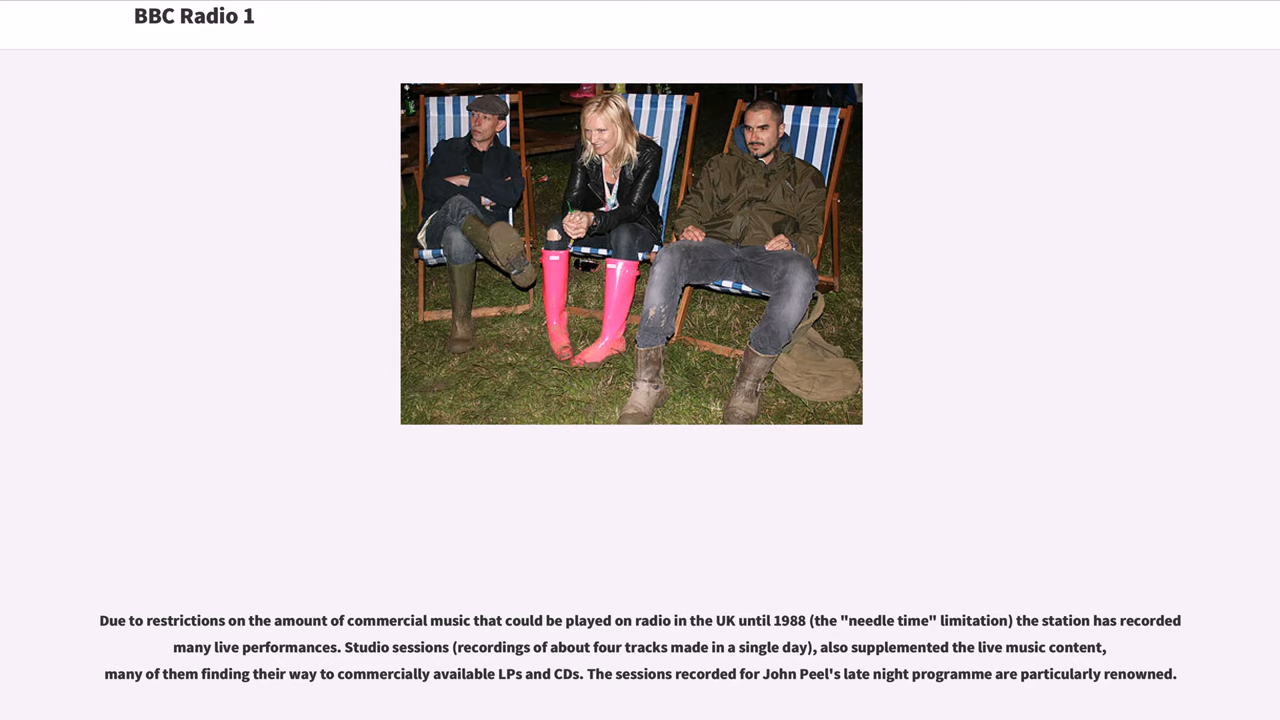 BBC Radio 1
Due to restrictions on the amount of commercial music that could be played on radio in the UK until 1988 (the "needle time" limitation) the station has recorded
many live performances. Studio sessions (recordings of about four tracks made in a single day), also supplemented the live music content,
many of them finding their way to commercially available LPs and CDs. The sessions recorded for John Peel's late night programme are particularly renowned.